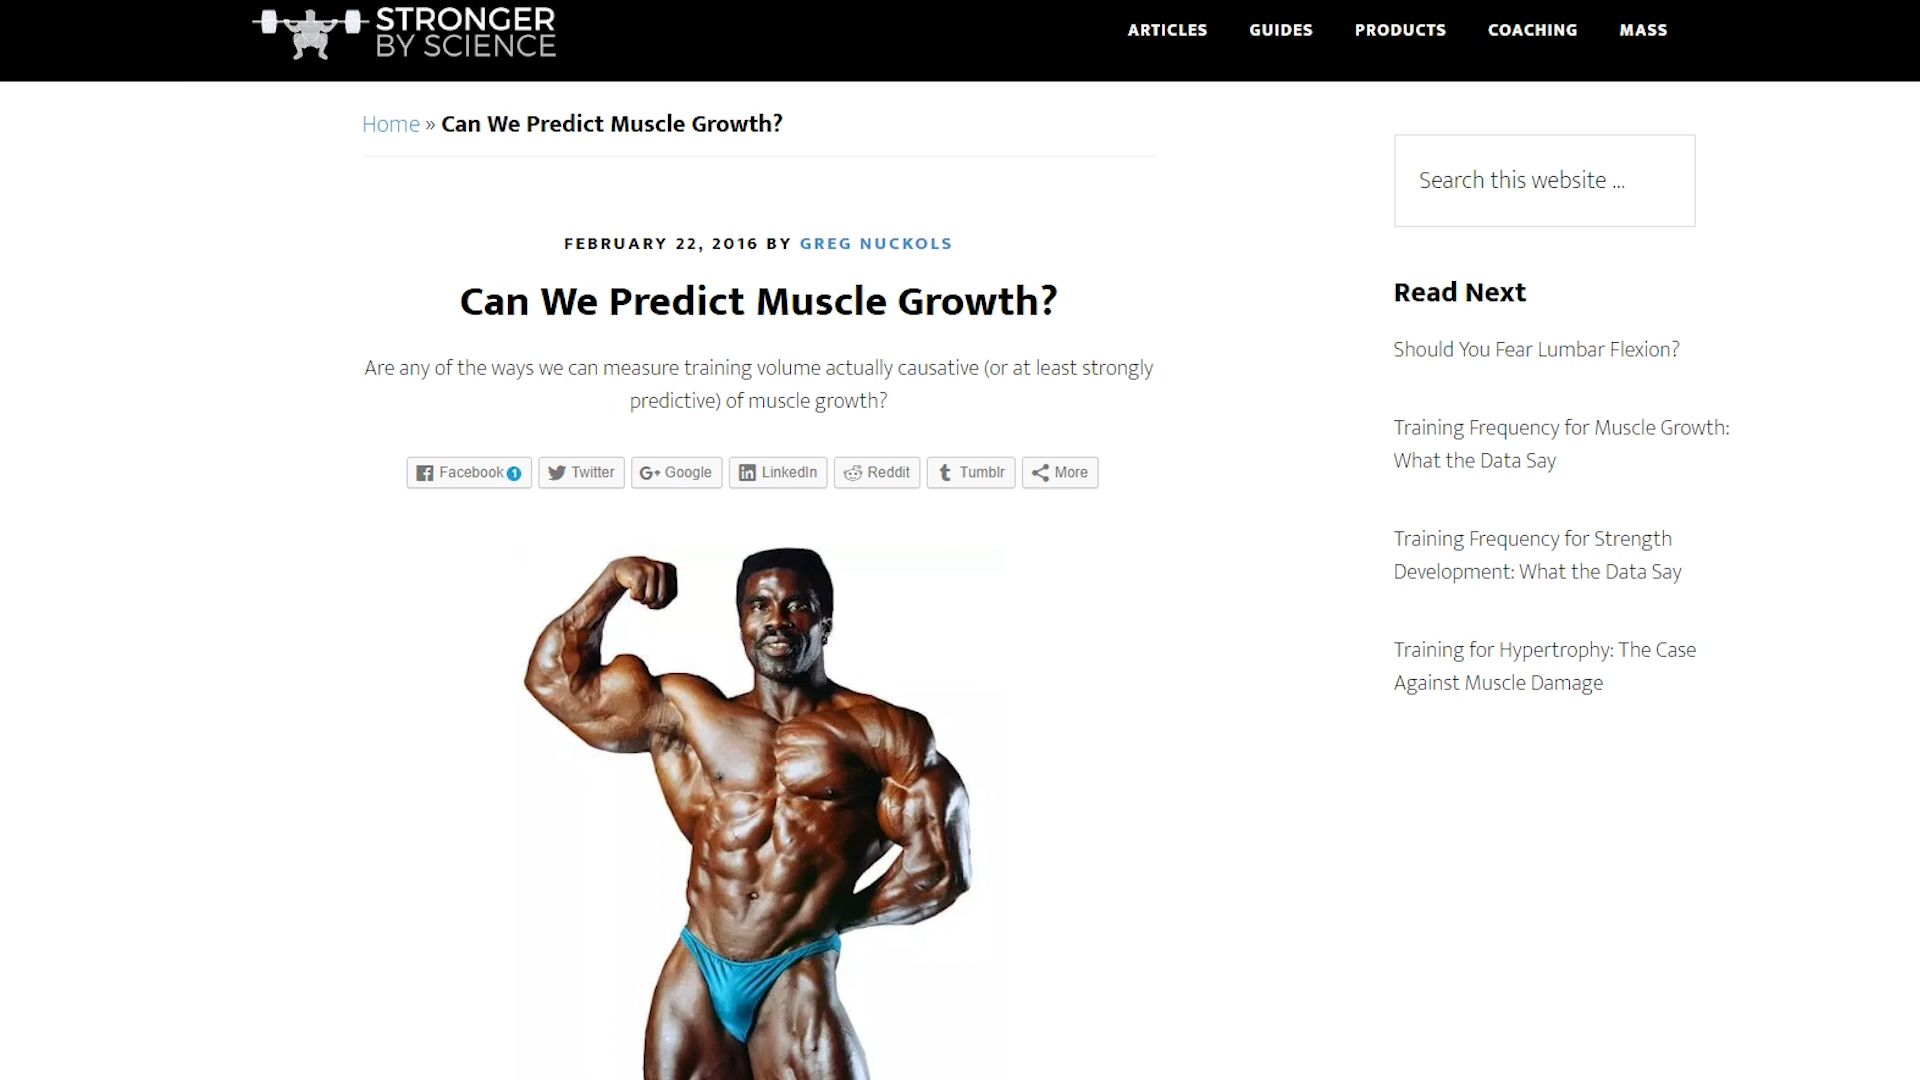 STRONGER
BY SCIENCE
ARTICLES GUIDES PRODUCTS COACHING MASS
Home » Can We Predict Muscle Growth?
FEBRUARY 22, 2016 BY GREG NUCKOLS
Can We Predict Muscle Growth?
Are any of the ways we can measure training volume actually causative (or at least strongly
predictive) of muscle growth?
Facebook 1 Twitter G+ Google LinkedIn Reddit Tumblr More
Search this website ...
Read Next
Should You Fear Lumbar Flexion?
Training Frequency for Muscle Growth:
What the Data Say
Training Frequency for Strength
Development: What the Data Say
Training for Hypertrophy: The Case
Against Muscle Damage